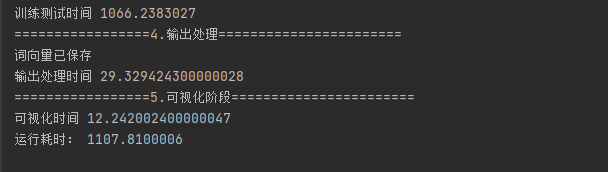 训练测试时间 1066.2383027
=================4.输出处理=======================
词向量已保存
输出处理时间 29.329424300000028
=================5.可视化阶段=======================
可视化时间 12.242002400000047
运行耗时: 1107.8100006